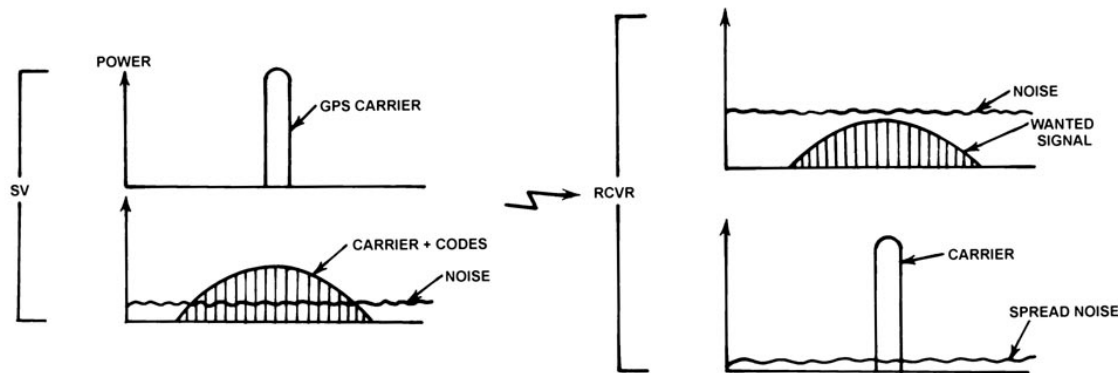 POWER
GPS CARRIER
SV
CARRIER + CODES
NOISE
RCVR
NOISE
WANTED
SIGNAL
CARRIER
SPREAD NOISE